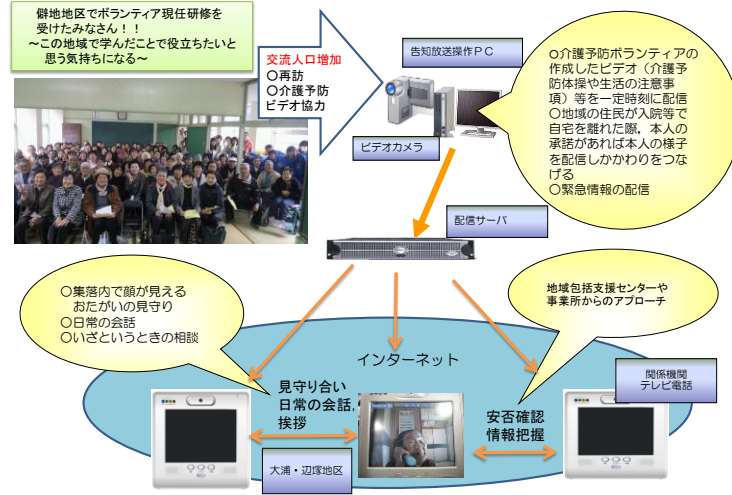 僻地地区でボランティア現任研修を
受けたみなさん！！
～この地域で学んだことで役立ちたいと
思う気持ちになる～
交流人口増加
〇再訪
〇介護予防
ビデオ協力
告知放送操作ＰＣ
ビデオカメラ
〇介護予防ボランティアの
作成したビデオ（介護予
防体操や生活の注意事
項）等を一定時刻に配信
〇地域の住民が入院等で
自宅を離れた際，本人の
承諾があれば本人の様子
を配信しかかわりをつな
げる
〇緊急情報の配信
配信サーバ
〇集落内で顔が見える
おたがいの見守り
〇日常の会話
〇いざというときの相談
地域包括支援センターや
事業所からのアプローチ
インターネット
関係機関
テレビ電話
見守り合い
日常の会話，
挨拶
安否確認
情報把握
大浦・辺塚地区